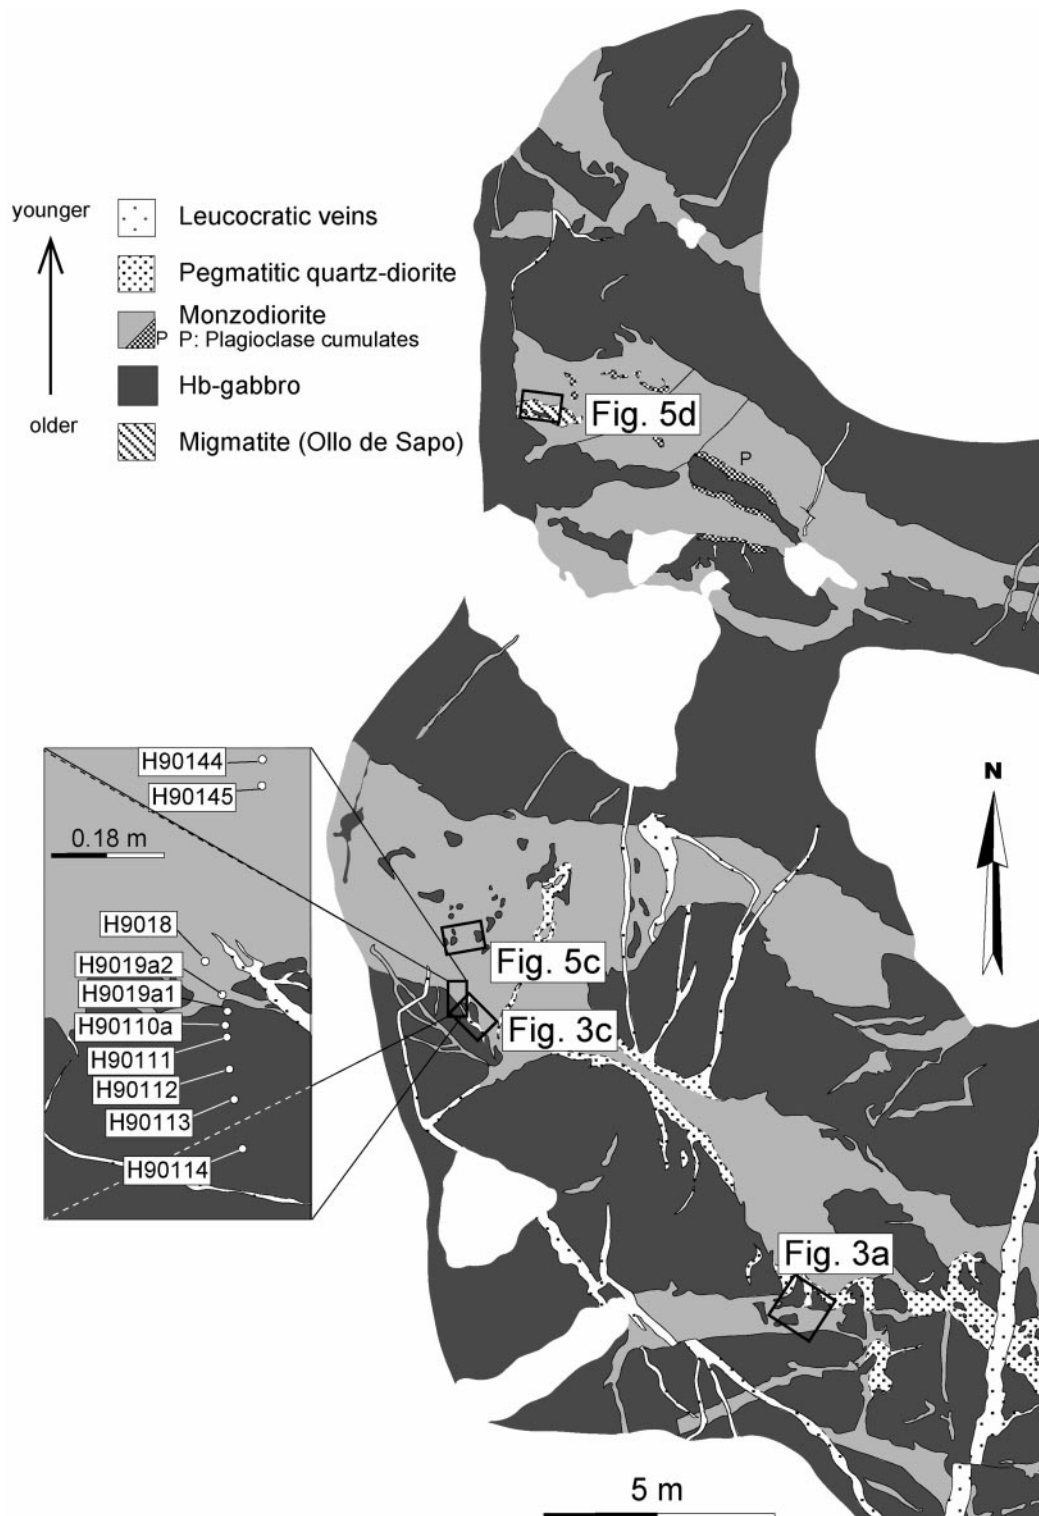 younger
older
Leucocratic veins
Pegmatitic quartz-diorite
Monzodiorite
P P: Plagioclase cumulates
Hb-gabbro
Migmatite (Ollo de Sapo)
Fig. 5d
P
H90144
H90145
0.18 m
H9018
H9019a2
H9019a1
H90110a
H90111
H90112
H90113
H90114
Fig. 5c
Fig. 3c
N
Fig. 3a
5 m